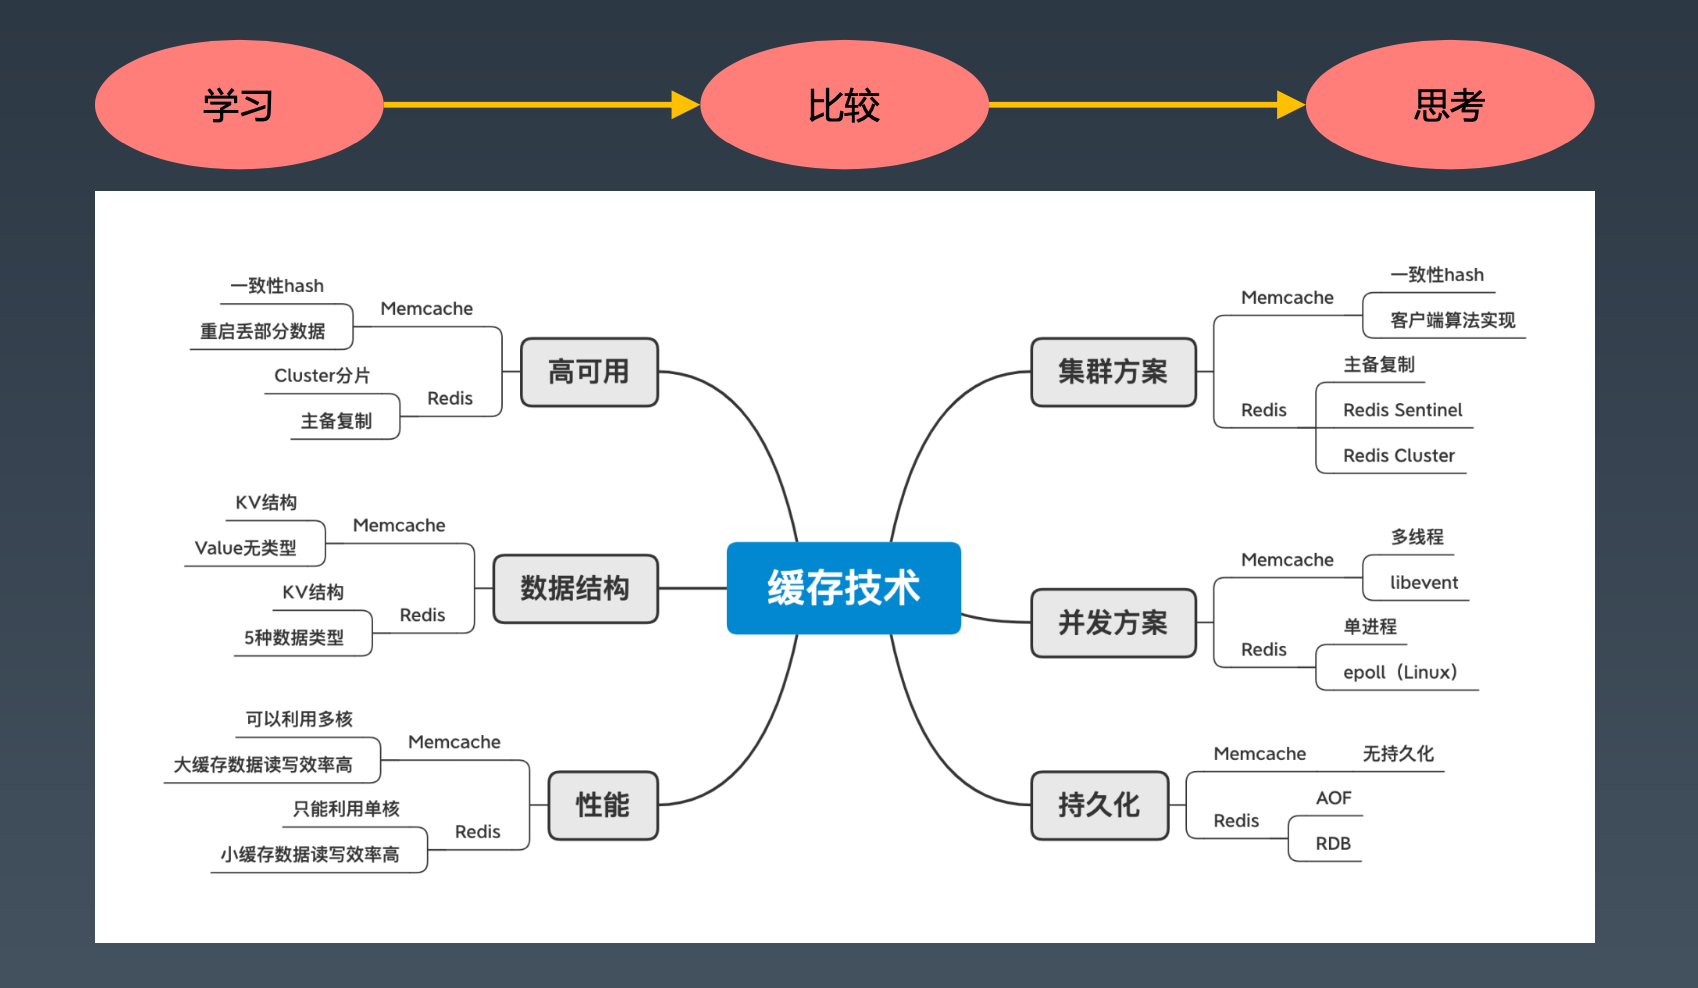 学习
比较
思考
缓存技术
高可用
Memcache
一致性hash
重启丢部分数据
Redis
Cluster分片
主备复制
数据结构
Memcache
KV结构
Value无类型
Redis
KV结构
5种数据类型
性能
Memcache
可以利用多核
大缓存数据读写效率高
Redis
只能利用单核
小缓存数据读写效率高
集群方案
Memcache
一致性hash
客户端算法实现
Redis
主备复制
Redis Sentinel
Redis Cluster
并发方案
Memcache
多线程
libevent
Redis
单进程
epoll（Linux）
持久化
Memcache
无持久化
Redis
AOF
RDB